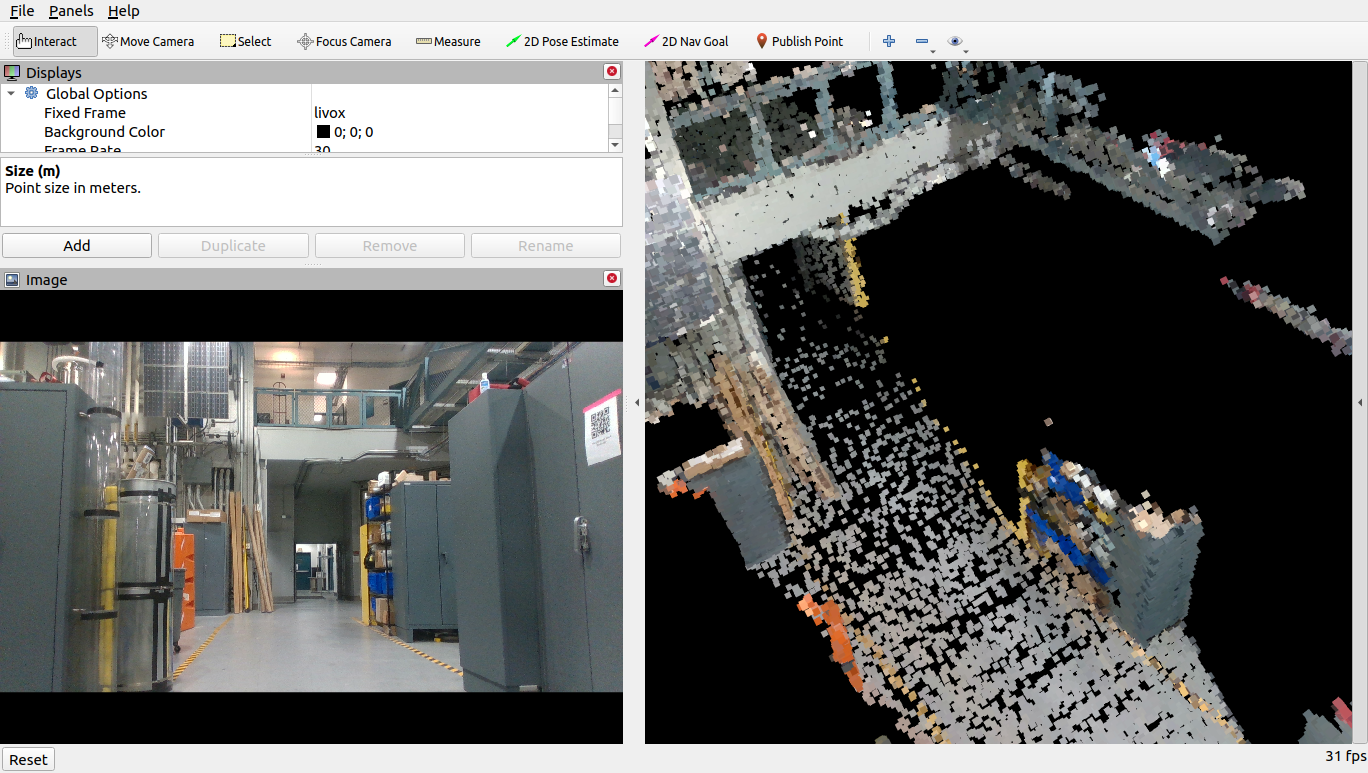 File Panels Help
Interact Move Camera Select Focus Camera Measure 2D Pose Estimate 2D Nav Goal Publish Point
Displays
Global Options
Fixed Frame livox
Background Color 0; 0; 0
Frame Rate 30
Size (m)
Point size in meters.
Add Duplicate Remove Rename
Image
Reset
31 fps